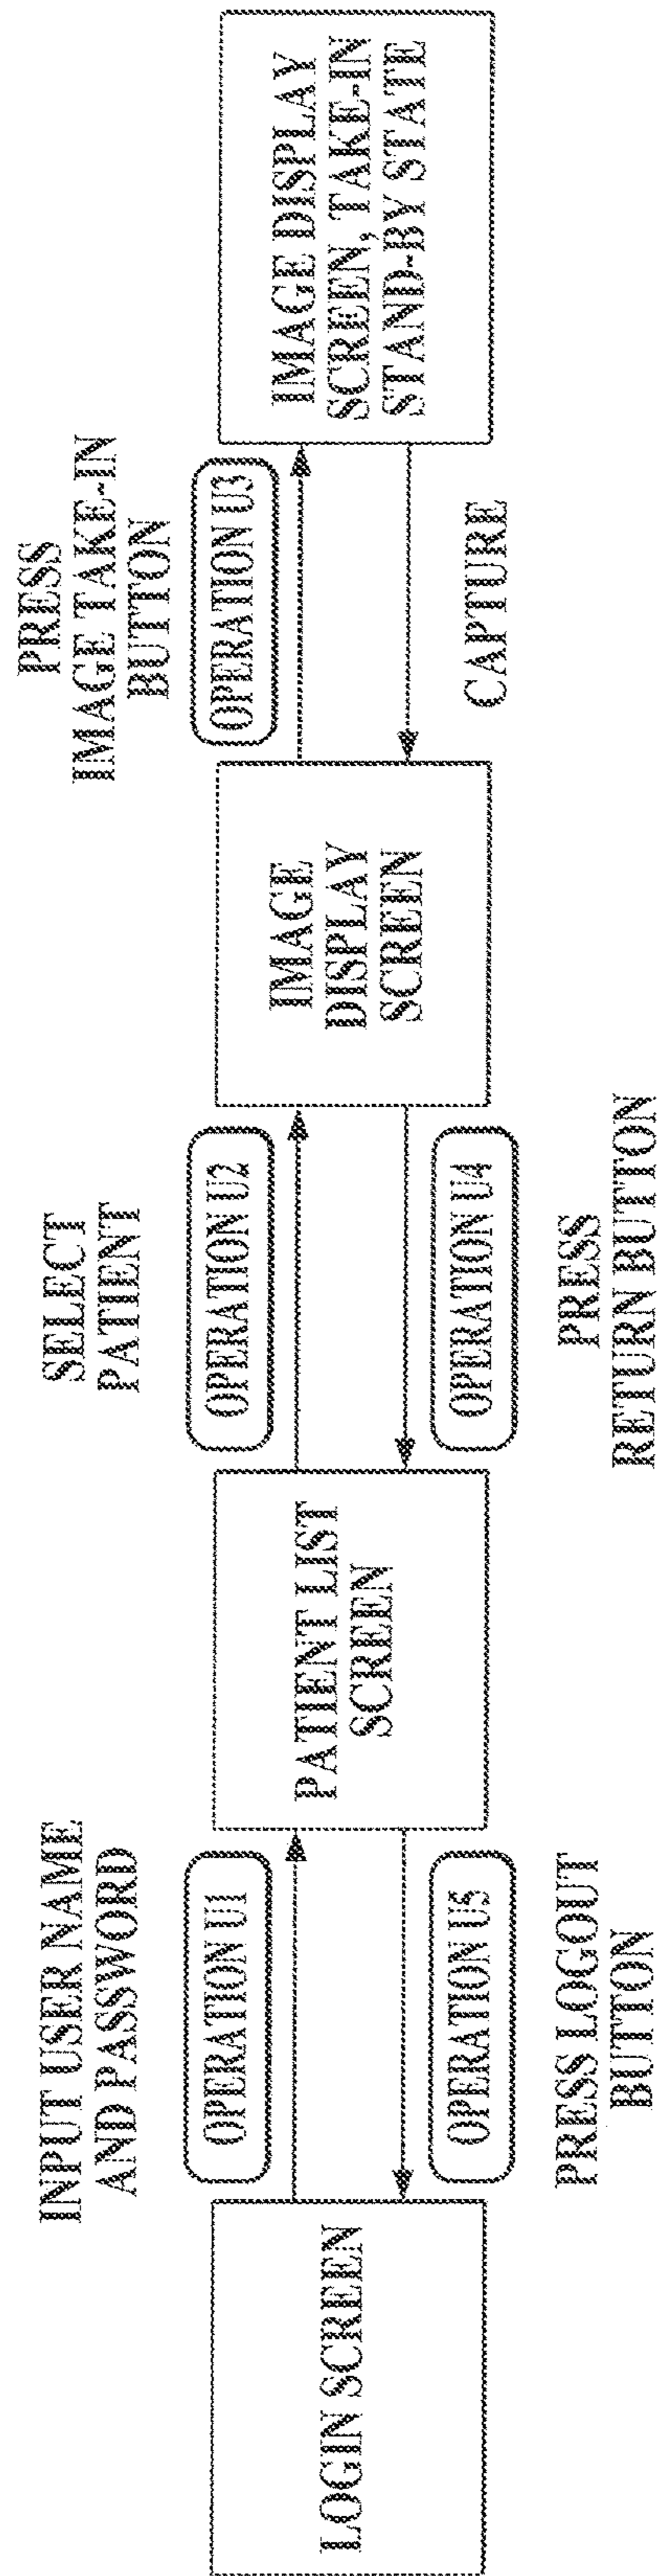 INPUT USER NAME
AND PASSWORD
SELECT
PATIENT
PRESS
IMAGE TAKE-IN
BUTTON
OPERATION U1
OPERATION U2
OPERATION U3
LOGIN SCREEN
PATIENT LIST
SCREEN
IMAGE
DISPLAY
SCREEN
IMAGE DISPLAY
SCREEN, TAKE-IN
STAND-BY STATE
OPERATION U5
OPERATION U4
CAPTURE
PRESS LOGOUT
BUTTON
PRESS
RETURN BUTTON